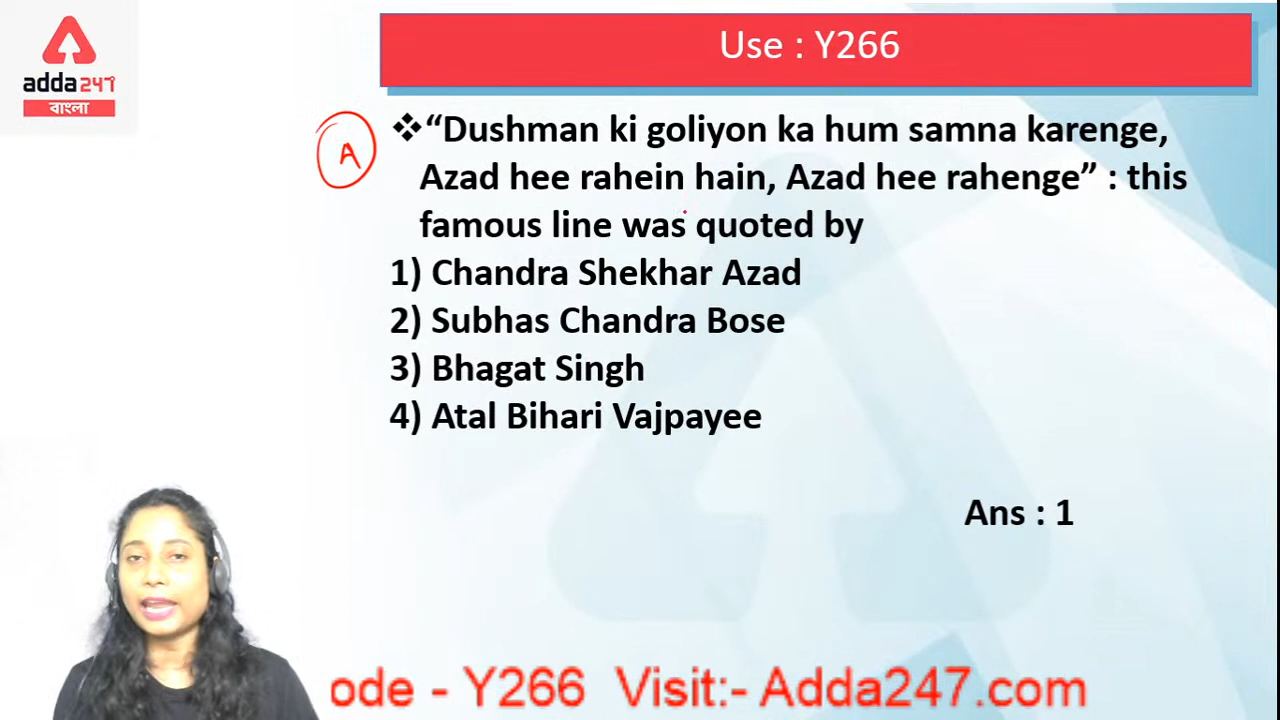 adda247
বাংলা
Use : Y266
A
❖“Dushman ki goliyon ka hum samna karenge,
Azad hee rahein hain, Azad hee rahenge” : this
famous line was quoted by
1) Chandra Shekhar Azad
2) Subhas Chandra Bose
3) Bhagat Singh
4) Atal Bihari Vajpayee
Ans : 1
ode - Y266 Visit:- Adda247.com